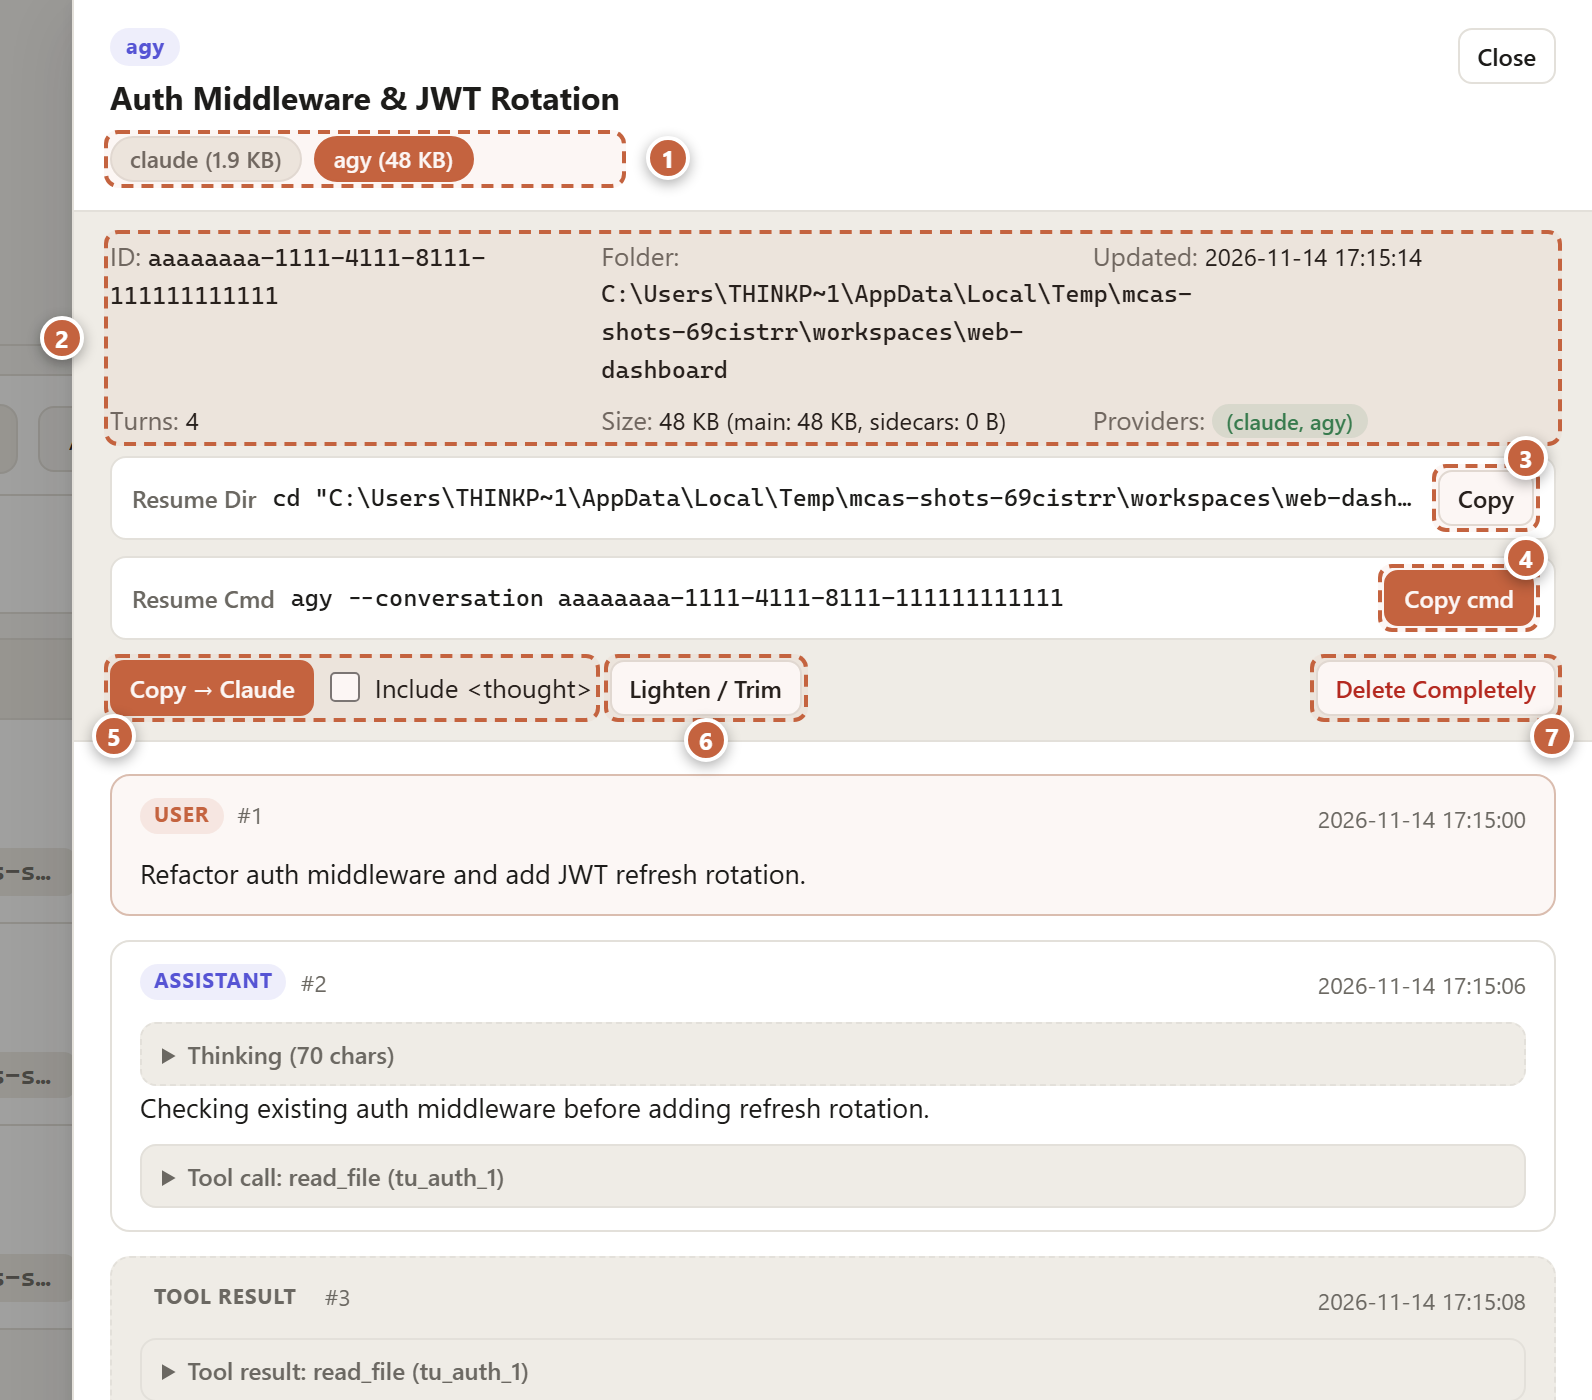 agy
Close
Auth Middleware & JWT Rotation
claude (1.9 KB) agy (48 KB) 1
ID: aaaaaaaa-1111-4111-8111-
111111111111
Folder:
C:\Users\THINKP~1\AppData\Local\Temp\mcas-
shots-69cistrr\workspaces\web-
dashboard
Updated: 2026-11-14 17:15:14
2
Turns: 4
Size: 48 KB (main: 48 KB, sidecars: 0 B)
Providers: (claude, agy)
3
Resume Dir cd "C:\Users\THINKP~1\AppData\Local\Temp\mcas-shots-69cistrr\workspaces\web-dash… Copy
4
Resume Cmd agy --conversation aaaaaaaa-1111-4111-8111-111111111111 Copy cmd
Copy → Claude Include <thought> Lighten / Trim Delete Completely
5 6 7
USER #1 2026-11-14 17:15:00
Refactor auth middleware and add JWT refresh rotation.
ASSISTANT #2 2026-11-14 17:15:06
▶ Thinking (70 chars)
Checking existing auth middleware before adding refresh rotation.
▶ Tool call: read_file (tu_auth_1)
s-s…
s-s…
s-s…
TOOL RESULT #3 2026-11-14 17:15:08
▶ Tool result: read_file (tu_auth_1)